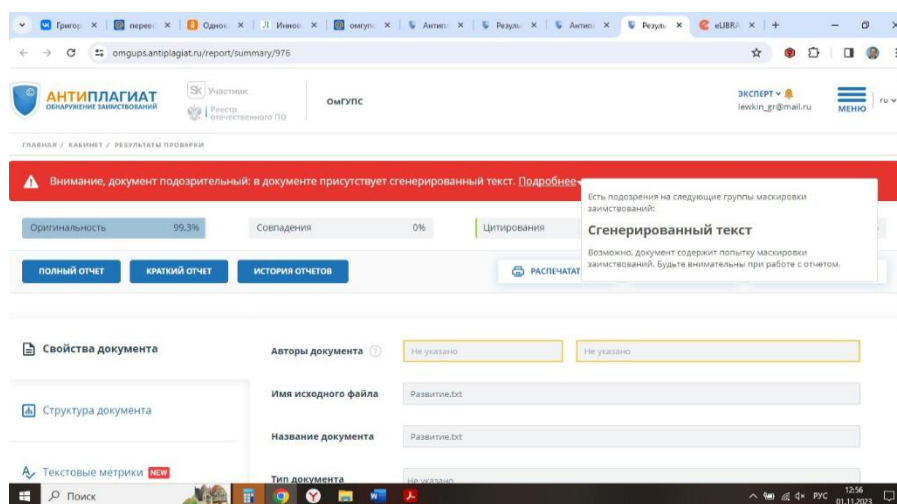 Григор
перево
Однок
Иннов
омгупс
Антип
Резуль
Антип
Резуль
eLIBRA
omgups.antiplagiat.ru/report/summary/976
АНТИПЛАГИАТ
ОБНАРУЖЕНИЕ ЗАИМСТВОВАНИЙ
Sk Участник
Реестр
отечественного ПО
ОмГУПС
ЭКСПЕРТ
lewkin_gr@mail.ru
МЕНЮ
ru
ГЛАВНАЯ / КАБИНЕТ / РЕЗУЛЬТАТЫ ПРОВЕРКИ
Внимание, документ подозрительный: в документе присутствует сгенерированный текст. Подробнее
Есть подозрения на следующие группы маскировки
заимствований:
Сгенерированный текст
Возможно, документ содержит попытку маскировки
заимствований. Будьте внимательны при работе с отчетом.
Оригинальность 99.3%
Совпадения 0%
Цитирования
ПОЛНЫЙ ОТЧЕТ
КРАТКИЙ ОТЧЕТ
ИСТОРИЯ ОТЧЕТОВ
РАСПЕЧАТАТ
Свойства документа
Структура документа
Текстовые метрики NEW
Авторы документа ? Не указано Не указано
Имя исходного файла Развитие.txt
Название документа Развитие.txt
Тип документа Не указано
Поиск
РУС
12:56
01.11.2023